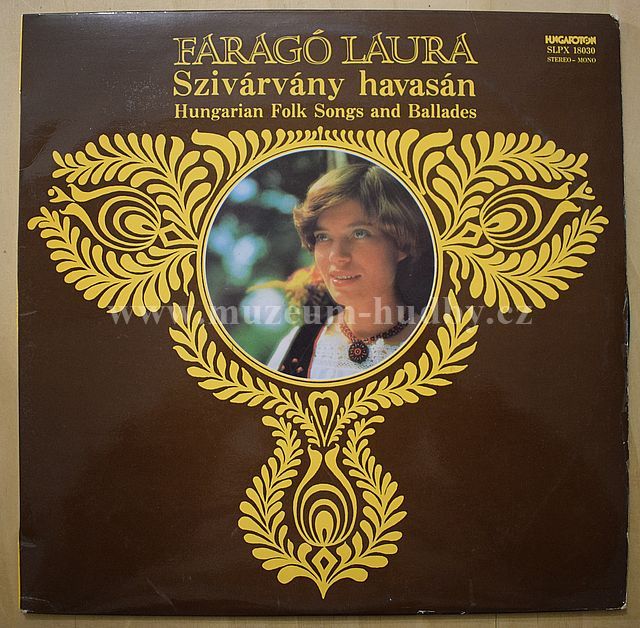 FARAGÓ LAURA
Szivárvány havasán
Hungarian Folk Songs and Ballades
HUNGAROTON
SLPX 18030
STEREO - MONO
www.muzeum-hudby.cz